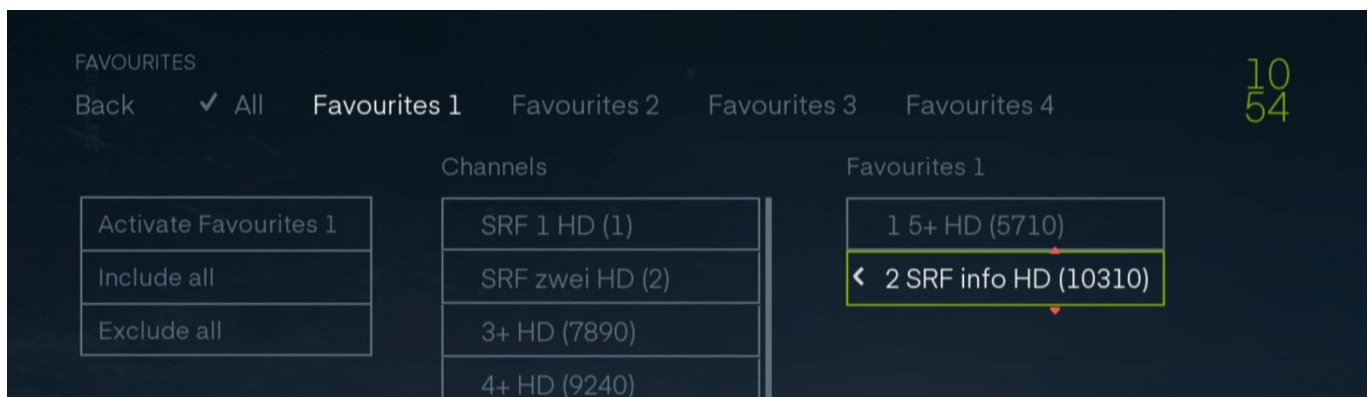 FAVOURITES
Back ✓ All Favourites 1 Favourites 2 Favourites 3 Favourites 4
10
54
Channels
Favourites 1
Activate Favourites 1
Include all
Exclude all
SRF 1 HD (1)
SRF zwei HD (2)
3+ HD (7890)
4+ HD (9240)
1 5+ HD (5710)
2 SRF info HD (10310)